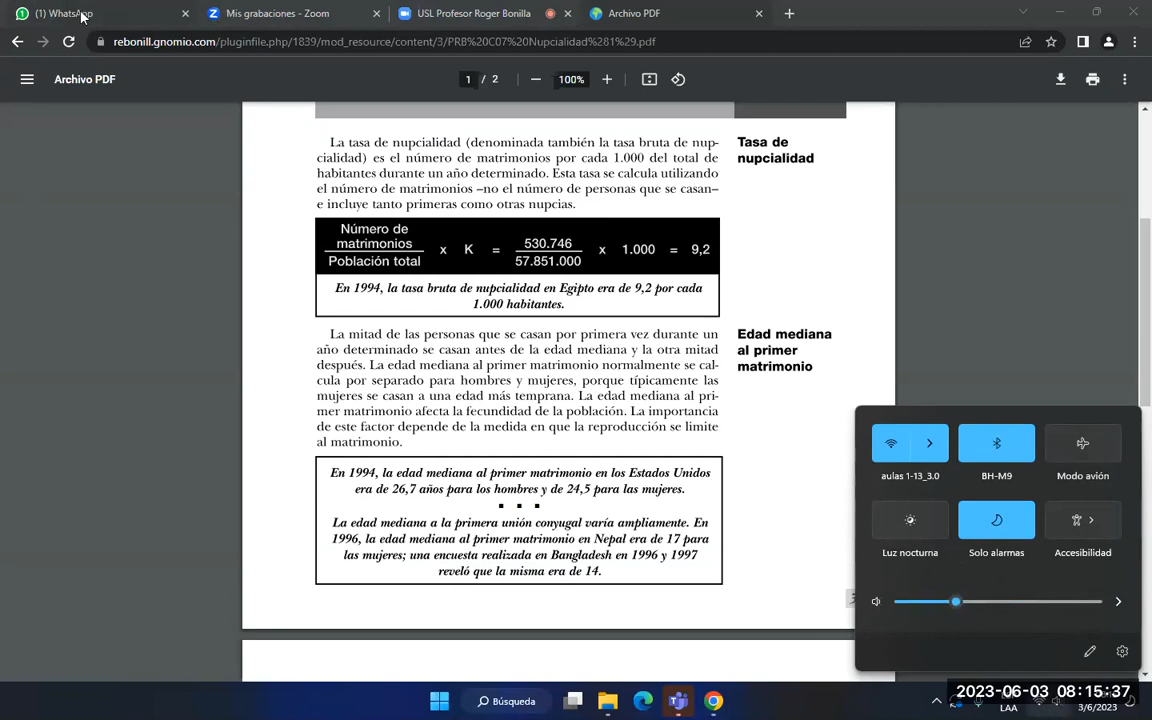 (1) WhatsApp
Mis grabaciones - Zoom
USL Profesor Roger Bonilla
Archivo PDF
rebonill.gnomio.com/pluginfile.php/1839/mod_resource/content/3/PRB%20C07%20Nupcialidad%281%29.pdf
Archivo PDF
1 / 2
100%
La tasa de nupcialidad (denominada también la tasa bruta de nup-
cialidad) es el número de matrimonios por cada 1.000 del total de
habitantes durante un año determinado. Esta tasa se calcula utilizando
el número de matrimonios –no el número de personas que se casan–
e incluye tanto primeras como otras nupcias.
Tasa de
nupcialidad
Número de
matrimonios
Población total
x K =
530.746
57.851.000
x 1.000 = 9,2
En 1994, la tasa bruta de nupcialidad en Egipto era de 9,2 por cada
1.000 habitantes.
La mitad de las personas que se casan por primera vez durante un
año determinado se casan antes de la edad mediana y la otra mitad
después. La edad mediana al primer matrimonio normalmente se cal-
cula por separado para hombres y mujeres, porque típicamente las
mujeres se casan a una edad más temprana. La edad mediana al pri-
mer matrimonio afecta la fecundidad de la población. La importancia
de este factor depende de la medida en que la reproducción se limite
al matrimonio.
Edad mediana
al primer
matrimonio
En 1994, la edad mediana al primer matrimonio en los Estados Unidos
era de 26,7 años para los hombres y de 24,5 para las mujeres.
. . .
La edad mediana a la primera unión conyugal varía ampliamente. En
1996, la edad mediana al primer matrimonio en Nepal era de 17 para
las mujeres; una encuesta realizada en Bangladesh en 1996 y 1997
reveló que la misma era de 14.
aulas 1-13_3.0
BH-M9
Modo avión
Luz nocturna
Solo alarmas
Accesibilidad
Búsqueda
2023-06-03 08:15:37
LAA
3/6/2023